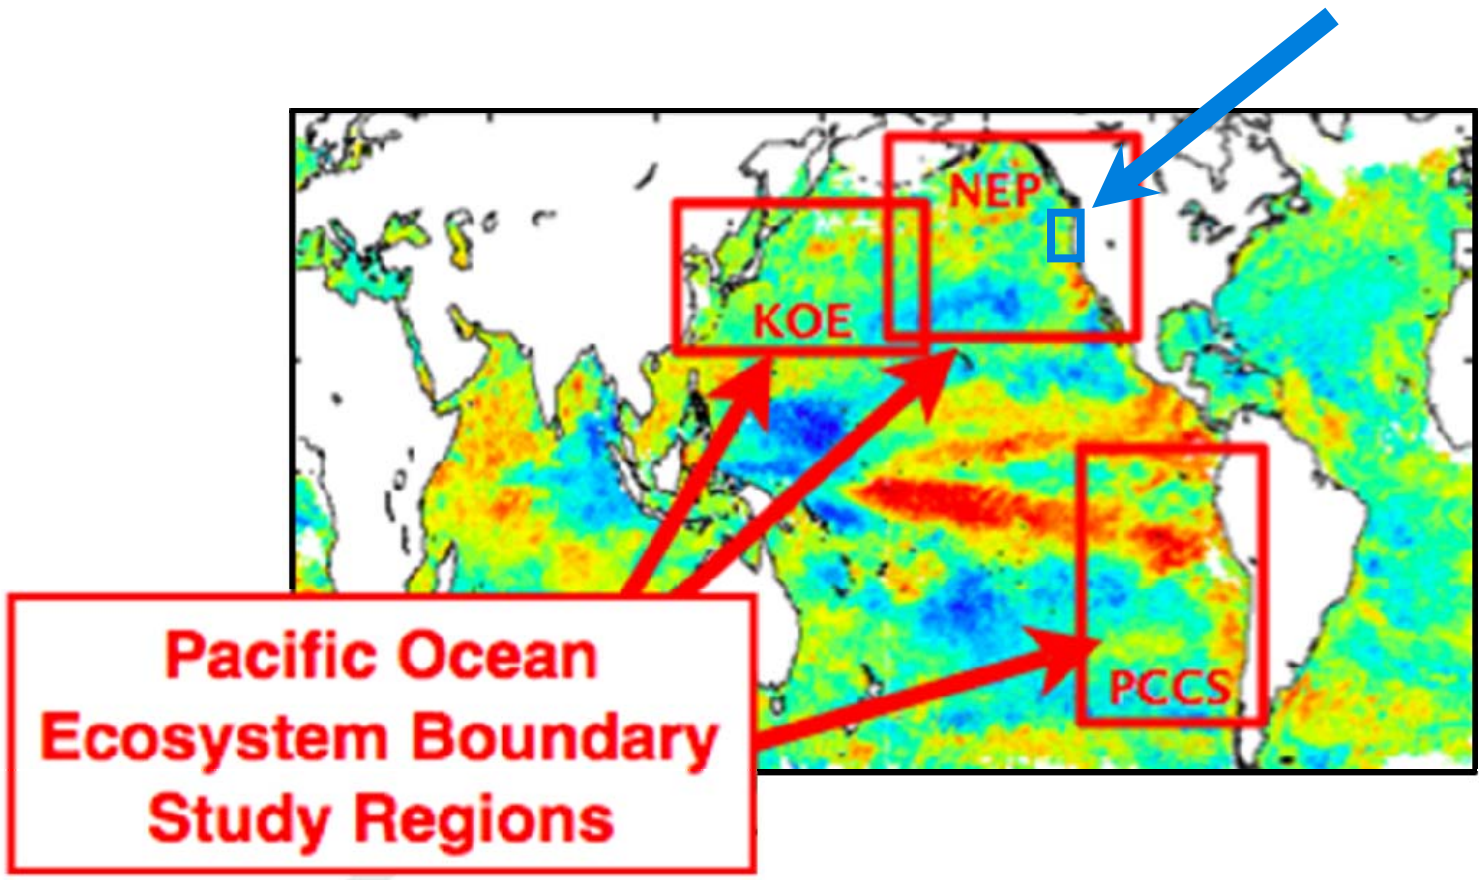 NEP
KOE
PCCS
Pacific Ocean
Ecosystem Boundary
Study Regions